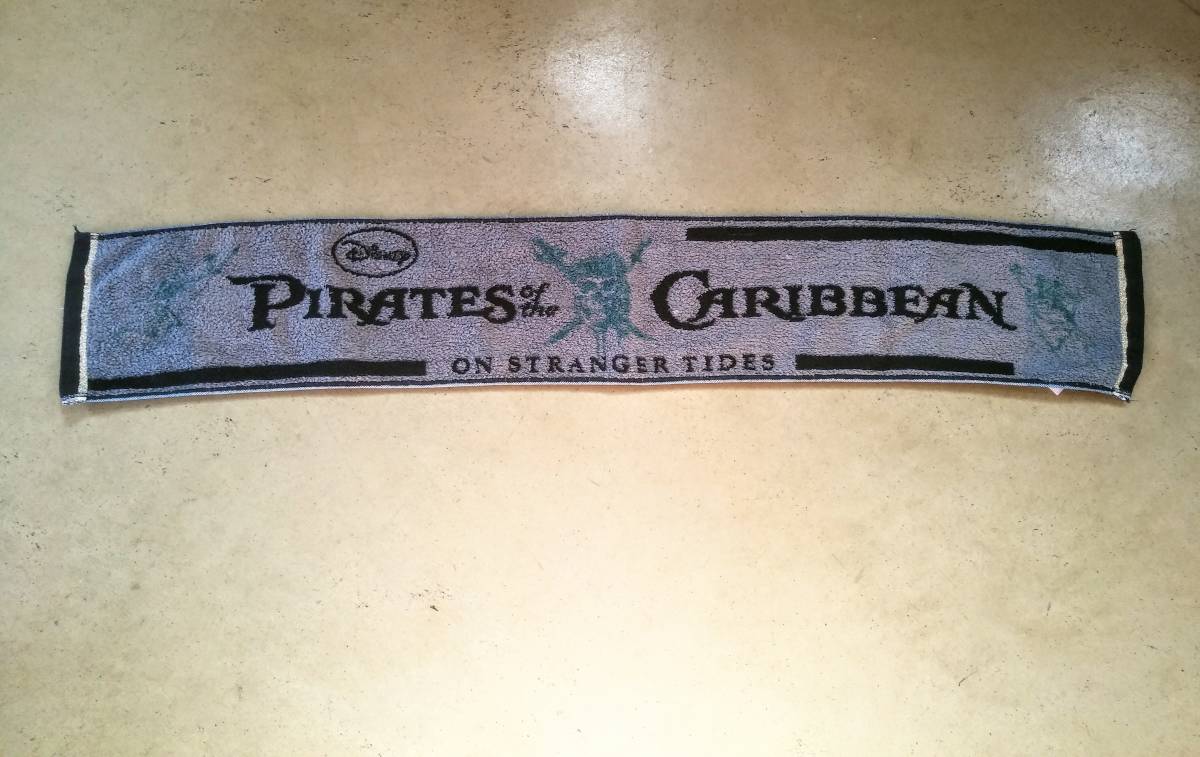 Disney
PIRATES of the CARIBBEAN
ON STRANGER TIDES